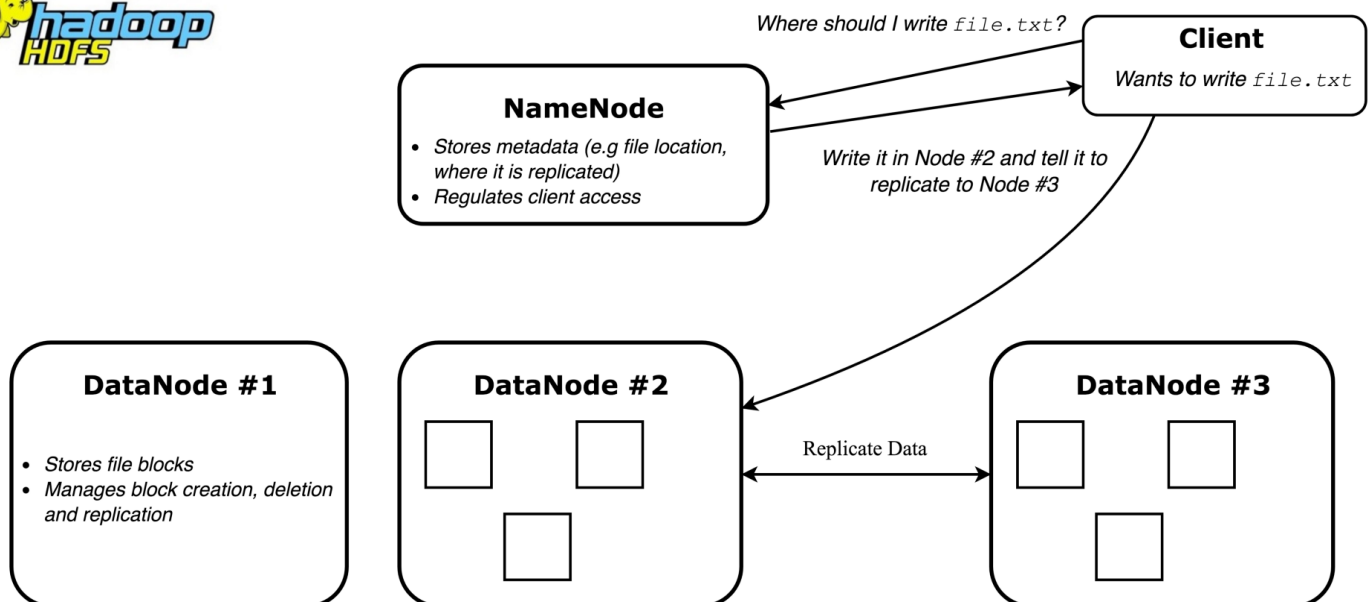 hadoop
HDFS
Where should I write file.txt?
Client
Wants to write file.txt
NameNode
• Stores metadata (e.g file location,
where it is replicated)
• Regulates client access
Write it in Node #2 and tell it to
replicate to Node #3
DataNode #1
• Stores file blocks
• Manages block creation, deletion
and replication
DataNode #2
Replicate Data
DataNode #3